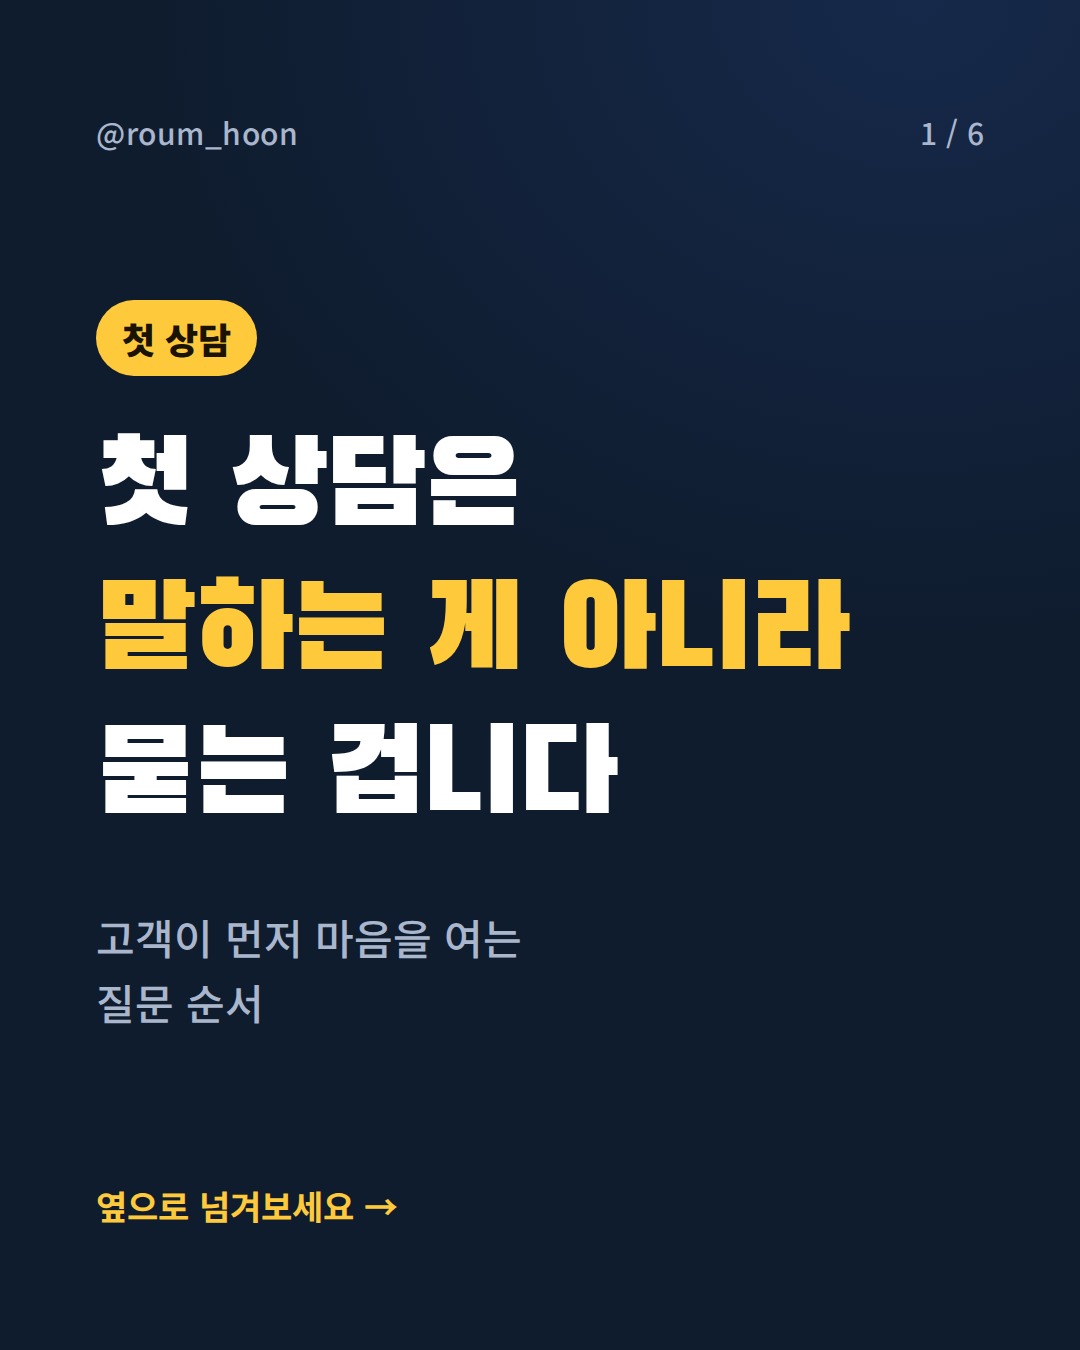 @roum_hoon
1 / 6
첫 상담
첫 상담은
말하는 게 아니라
묻는 겁니다
고객이 먼저 마음을 여는
질문 순서
옆으로 넘겨보세요 →